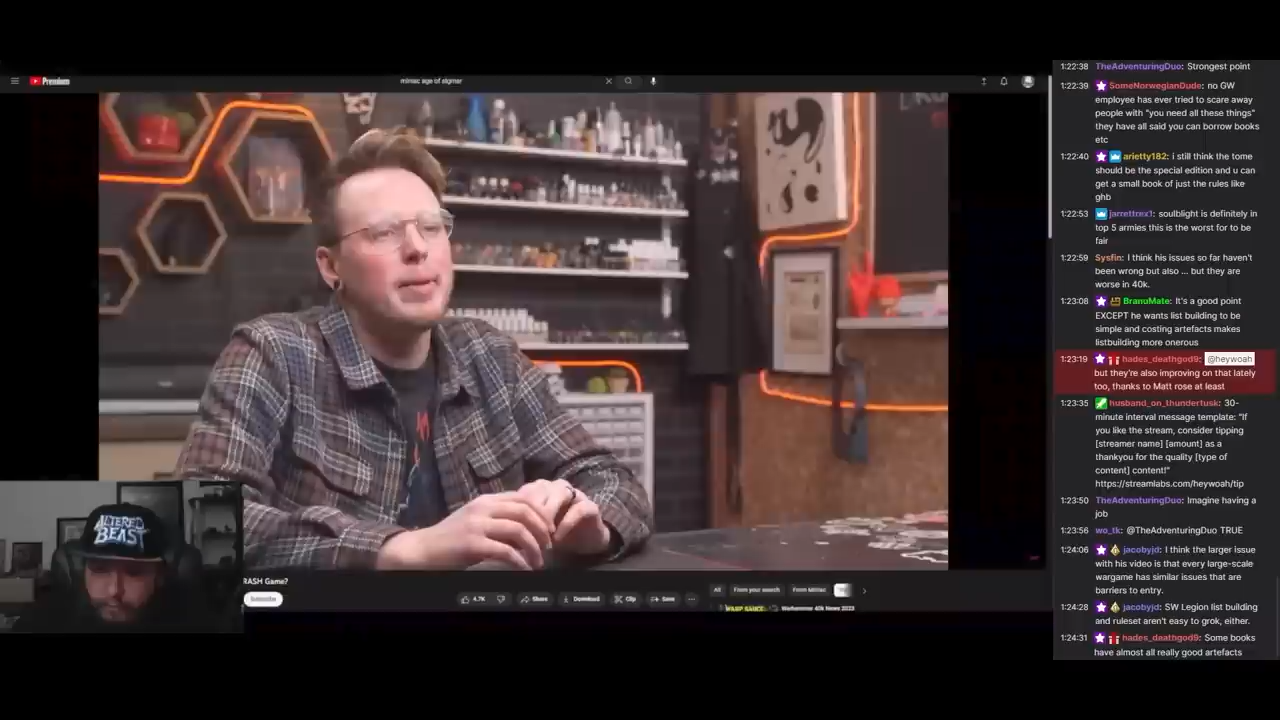 Premium
miniac age of sigmar
ALTERED
BEAST
RASH Game?
Subscribe
4.7K
Share
Download
Clip
Save
All
From your search
From Miniac
WARP SAUCE
Warhammer 40k News 2023
1:22:38 TheAdventuringDuo: Strongest point
1:22:39 SomeNorwegianDude: no GW
employee has ever tried to scare away
people with "you need all these things"
they have all said you can borrow books
etc
1:22:40 arietty182: i still think the tome
should be the special edition and u can
get a small book of just the rules like
ghb
1:22:53 jarrettrex1: soulblight is definitely in
top 5 armies this is the worst for to be
fair
1:22:59 Sysfin: I think his issues so far haven't
been wrong but also ... but they are
worse in 40k.
1:23:08 BranuMate: It's a good point
EXCEPT he wants list building to be
simple and costing artefacts makes
listbuilding more onerous
1:23:19 hades_deathgod9: @heywoah
but they're also improving on that lately
too, thanks to Matt rose at least
1:23:35 husband_on_thundertusk: 30-
minute interval message template: "If
you like the stream, consider tipping
[streamer name] [amount] as a
thankyou for the quality [type of
content] content!"
https://streamlabs.com/heywoah/tip
1:23:50 TheAdventuringDuo: Imagine having a
job
1:23:56 wo_tk: @TheAdventuringDuo TRUE
1:24:06 jacobyjd: I think the larger issue
with his video is that every large-scale
wargame has similar issues that are
barriers to entry.
1:24:28 jacobyjd: SW Legion list building
and ruleset aren't easy to grok, either.
1:24:31 hades_deathgod9: Some books
have almost all really good artefacts